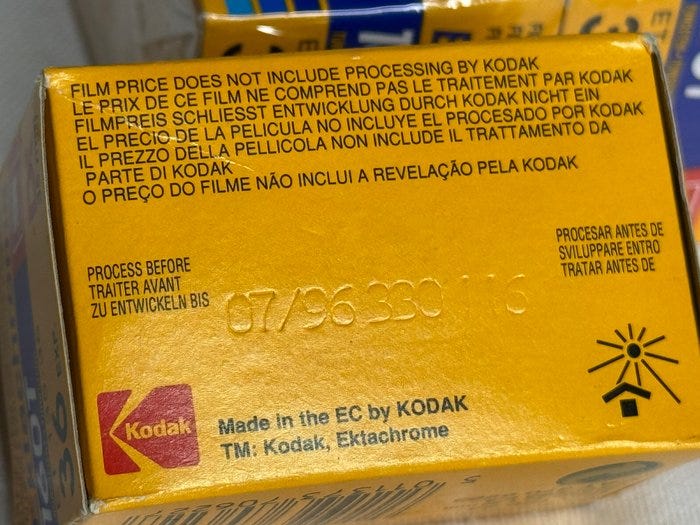 FILM PRICE DOES NOT INCLUDE PROCESSING BY KODAK
LE PRIX DE CE FILM NE COMPREND PAS LE TRAITEMENT PAR KODAK
FILMPREIS SCHLIESST ENTWICKLUNG DURCH KODAK NICHT EIN
EL PRECIO DE LA PELICULA NO INCLUYE EL PROCESADO POR KODAK
IL PREZZO DELLA PELLICOLA NON INCLUDE IL TRATTAMENTO DA
PARTE DI KODAK
O PREÇO DO FILME NÃO INCLUI A REVELAÇÃO PELA KODAK
PROCESS BEFORE
TRAITER AVANT
ZU ENTWICKELN BIS
07/96 330 116
PROCESAR ANTES DE
SVILUPPARE ENTRO
TRATAR ANTES DE
Kodak
Made in the EC by KODAK
TM: Kodak, Ektachrome
36